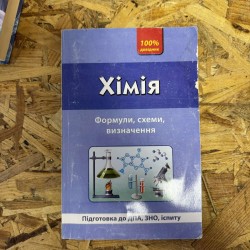 100%
Хімія
Формули, схеми,
визначення
Підготовка до ДПА, ЗНО, іспиту